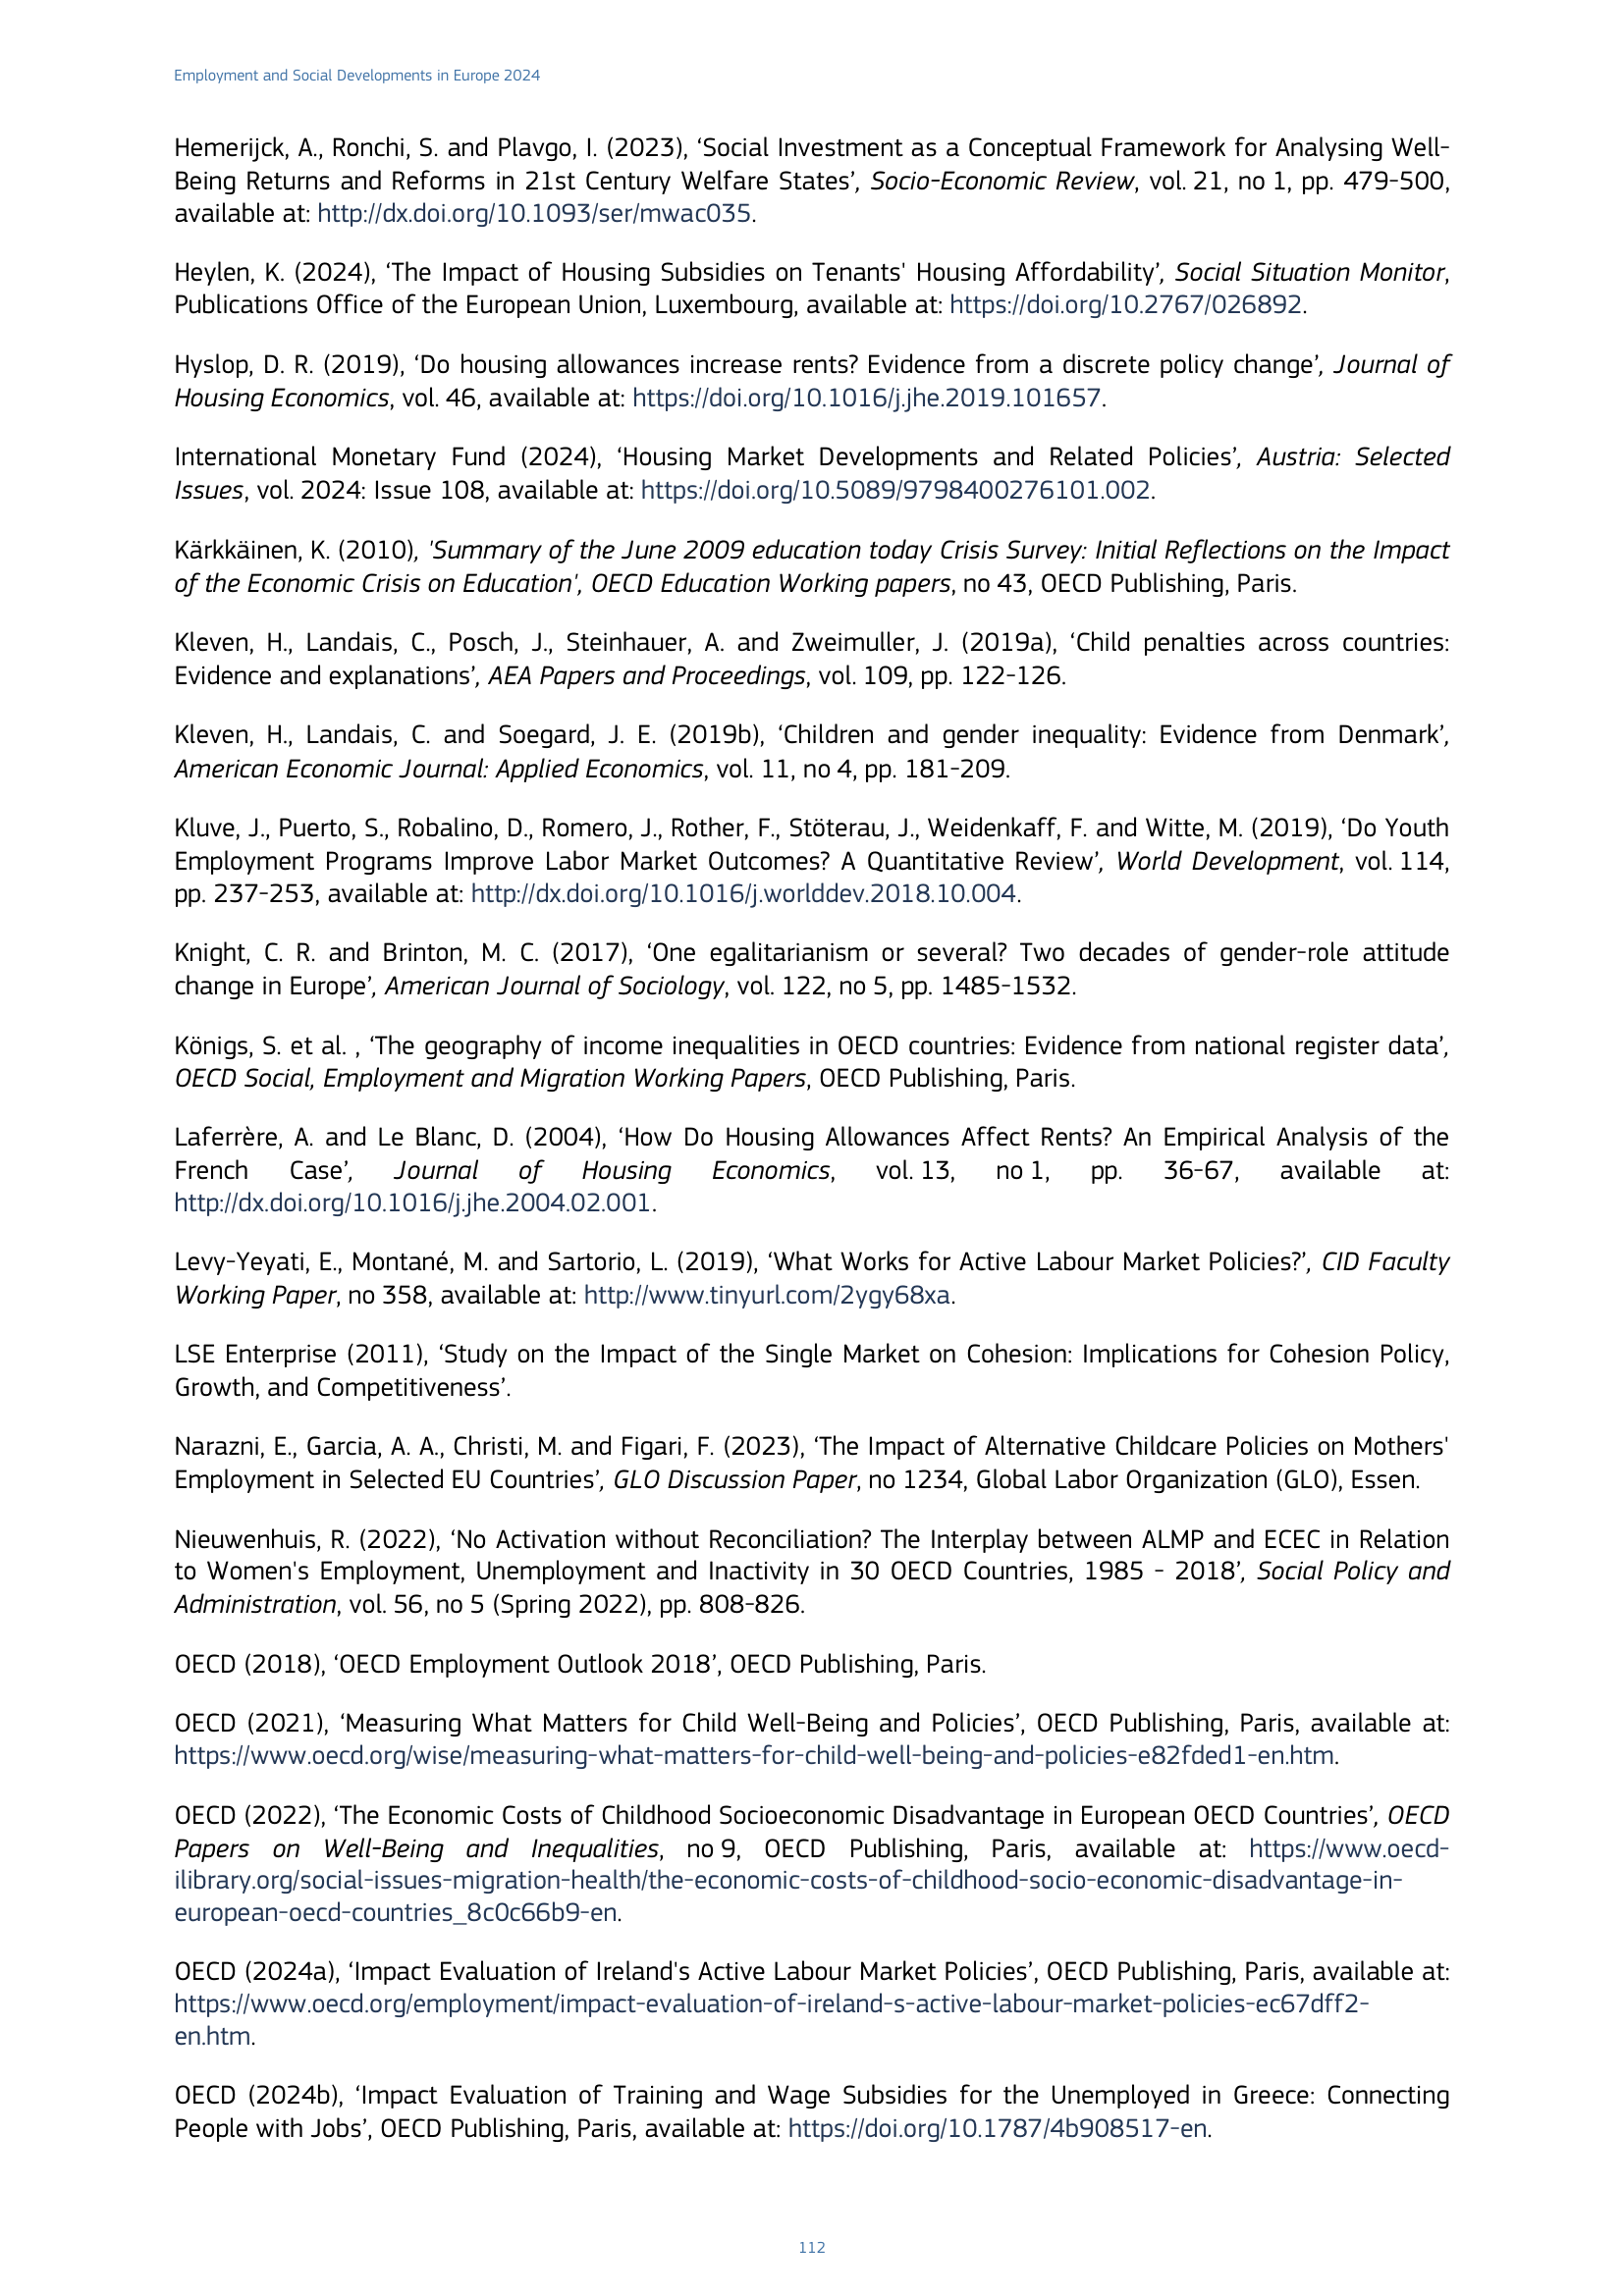 Employment and Social Developments in Europe 2024
Hemerijck, A., Ronchi, S. and Plavgo, I. (2023), ‘Social Investment as a Conceptual Framework for Analysing Well-
Being Returns and Reforms in 21st Century Welfare States’, Socio-Economic Review, vol. 21, no 1, pp. 479-500,
available at: http://dx.doi.org/10.1093/ser/mwac035.
Heylen, K. (2024), ‘The Impact of Housing Subsidies on Tenants' Housing Affordability’, Social Situation Monitor,
Publications Office of the European Union, Luxembourg, available at: https://doi.org/10.2767/026892.
Hyslop, D. R. (2019), ‘Do housing allowances increase rents? Evidence from a discrete policy change’, Journal of
Housing Economics, vol. 46, available at: https://doi.org/10.1016/j.jhe.2019.101657.
International Monetary Fund (2024), ‘Housing Market Developments and Related Policies’, Austria: Selected
Issues, vol. 2024: Issue 108, available at: https://doi.org/10.5089/9798400276101.002.
Kärkkäinen, K. (2010), 'Summary of the June 2009 education today Crisis Survey: Initial Reflections on the Impact
of the Economic Crisis on Education', OECD Education Working papers, no 43, OECD Publishing, Paris.
Kleven, H., Landais, C., Posch, J., Steinhauer, A. and Zweimuller, J. (2019a), ‘Child penalties across countries:
Evidence and explanations’, AEA Papers and Proceedings, vol. 109, pp. 122-126.
Kleven, H., Landais, C. and Soegard, J. E. (2019b), ‘Children and gender inequality: Evidence from Denmark’,
American Economic Journal: Applied Economics, vol. 11, no 4, pp. 181-209.
Kluve, J., Puerto, S., Robalino, D., Romero, J., Rother, F., Stöterau, J., Weidenkaff, F. and Witte, M. (2019), ‘Do Youth
Employment Programs Improve Labor Market Outcomes? A Quantitative Review’, World Development, vol. 114,
pp. 237-253, available at: http://dx.doi.org/10.1016/j.worlddev.2018.10.004.
Knight, C. R. and Brinton, M. C. (2017), ‘One egalitarianism or several? Two decades of gender-role attitude
change in Europe’, American Journal of Sociology, vol. 122, no 5, pp. 1485-1532.
Königs, S. et al. , ‘The geography of income inequalities in OECD countries: Evidence from national register data’,
OECD Social, Employment and Migration Working Papers, OECD Publishing, Paris.
Laferrère, A. and Le Blanc, D. (2004), ‘How Do Housing Allowances Affect Rents? An Empirical Analysis of the
French Case’, Journal of Housing Economics, vol. 13, no 1, pp. 36-67, available at:
http://dx.doi.org/10.1016/j.jhe.2004.02.001.
Levy-Yeyati, E., Montané, M. and Sartorio, L. (2019), ‘What Works for Active Labour Market Policies?’, CID Faculty
Working Paper, no 358, available at: http://www.tinyurl.com/2ygy68xa.
LSE Enterprise (2011), ‘Study on the Impact of the Single Market on Cohesion: Implications for Cohesion Policy,
Growth, and Competitiveness’.
Narazni, E., Garcia, A. A., Christi, M. and Figari, F. (2023), ‘The Impact of Alternative Childcare Policies on Mothers'
Employment in Selected EU Countries’, GLO Discussion Paper, no 1234, Global Labor Organization (GLO), Essen.
Nieuwenhuis, R. (2022), ‘No Activation without Reconciliation? The Interplay between ALMP and ECEC in Relation
to Women's Employment, Unemployment and Inactivity in 30 OECD Countries, 1985 - 2018’, Social Policy and
Administration, vol. 56, no 5 (Spring 2022), pp. 808-826.
OECD (2018), ‘OECD Employment Outlook 2018’, OECD Publishing, Paris.
OECD (2021), ‘Measuring What Matters for Child Well-Being and Policies’, OECD Publishing, Paris, available at:
https://www.oecd.org/wise/measuring-what-matters-for-child-well-being-and-policies-e82fded1-en.htm.
OECD (2022), ‘The Economic Costs of Childhood Socioeconomic Disadvantage in European OECD Countries’, OECD
Papers on Well-Being and Inequalities, no 9, OECD Publishing, Paris, available at: https://www.oecd-
ilibrary.org/social-issues-migration-health/the-economic-costs-of-childhood-socio-economic-disadvantage-in-
european-oecd-countries_8c0c66b9-en.
OECD (2024a), ‘Impact Evaluation of Ireland's Active Labour Market Policies’, OECD Publishing, Paris, available at:
https://www.oecd.org/employment/impact-evaluation-of-ireland-s-active-labour-market-policies-ec67dff2-
en.htm.
OECD (2024b), ‘Impact Evaluation of Training and Wage Subsidies for the Unemployed in Greece: Connecting
People with Jobs’, OECD Publishing, Paris, available at: https://doi.org/10.1787/4b908517-en.
112